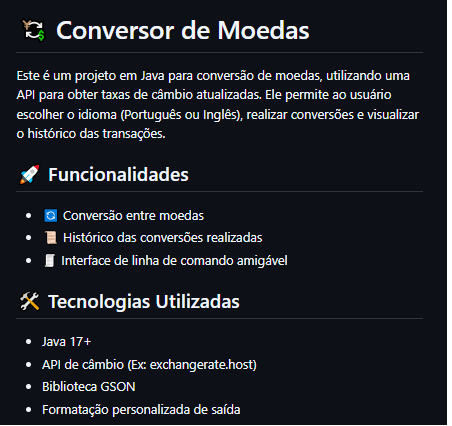 Conversor de Moedas
Este é um projeto em Java para conversão de moedas, utilizando uma
API para obter taxas de câmbio atualizadas. Ele permite ao usuário
escolher o idioma (Português ou Inglês), realizar conversões e visualizar
o histórico das transações.
Funcionalidades
Conversão entre moedas
Histórico das conversões realizadas
Interface de linha de comando amigável
Tecnologias Utilizadas
Java 17+
API de câmbio (Ex: exchangerate.host)
Biblioteca GSON
Formatação personalizada de saída